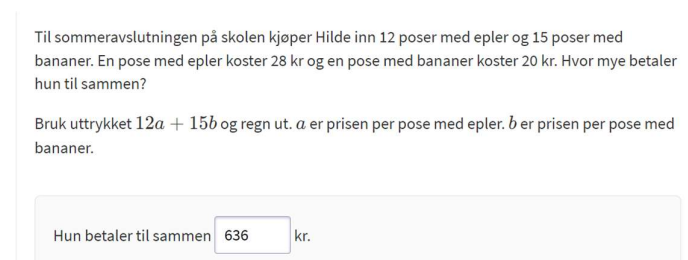 Til sommeravslutningen på skolen kjøper Hilde inn 12 poser med epler og 15 poser med
bananer. En pose med epler koster 28 kr og en pose med bananer koster 20 kr. Hvor mye betaler
hun til sammen?
Bruk uttrykket 12a + 15b og regn ut. a er prisen per pose med epler. b er prisen per pose med
bananer.
Hun betaler til sammen 636 kr.